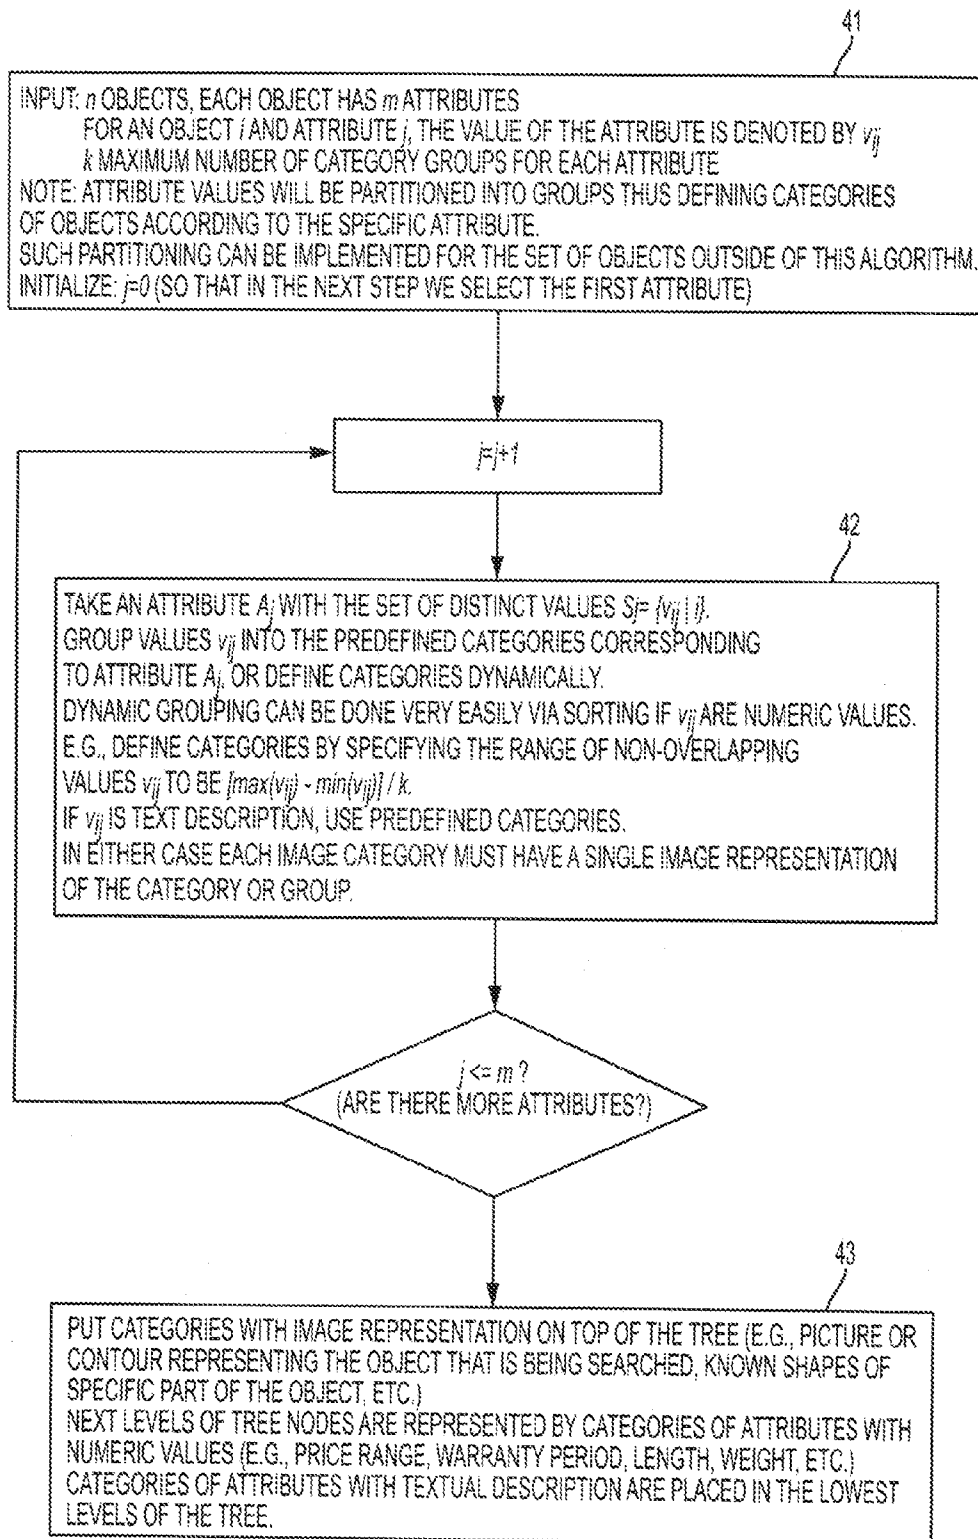 41
INPUT: n OBJECTS, EACH OBJECT HAS m ATTRIBUTES
FOR AN OBJECT i AND ATTRIBUTE j, THE VALUE OF THE ATTRIBUTE IS DENOTED BY vij
k MAXIMUM NUMBER OF CATEGORY GROUPS FOR EACH ATTRIBUTE
NOTE: ATTRIBUTE VALUES WILL BE PARTITIONED INTO GROUPS THUS DEFINING CATEGORIES
OF OBJECTS ACCORDING TO THE SPECIFIC ATTRIBUTE.
SUCH PARTITIONING CAN BE IMPLEMENTED FOR THE SET OF OBJECTS OUTSIDE OF THIS ALGORITHM.
INITIALIZE: j=0 (SO THAT IN THE NEXT STEP WE SELECT THE FIRST ATTRIBUTE)
j=j+1
42
TAKE AN ATTRIBUTE Aj WITH THE SET OF DISTINCT VALUES Sj= {vij | i}.
GROUP VALUES vij INTO THE PREDEFINED CATEGORIES CORRESPONDING
TO ATTRIBUTE Aj, OR DEFINE CATEGORIES DYNAMICALLY.
DYNAMIC GROUPING CAN BE DONE VERY EASILY VIA SORTING IF vij ARE NUMERIC VALUES.
E.G., DEFINE CATEGORIES BY SPECIFYING THE RANGE OF NON-OVERLAPPING
VALUES vij TO BE [max(vij) - min(vij)] / k.
IF vij IS TEXT DESCRIPTION, USE PREDEFINED CATEGORIES.
IN EITHER CASE EACH IMAGE CATEGORY MUST HAVE A SINGLE IMAGE REPRESENTATION
OF THE CATEGORY OR GROUP.
j <= m ?
(ARE THERE MORE ATTRIBUTES?)
43
PUT CATEGORIES WITH IMAGE REPRESENTATION ON TOP OF THE TREE (E.G., PICTURE OR
CONTOUR REPRESENTING THE OBJECT THAT IS BEING SEARCHED, KNOWN SHAPES OF
SPECIFIC PART OF THE OBJECT, ETC.)
NEXT LEVELS OF TREE NODES ARE REPRESENTED BY CATEGORIES OF ATTRIBUTES WITH
NUMERIC VALUES (E.G., PRICE RANGE, WARRANTY PERIOD, LENGTH, WEIGHT, ETC.)
CATEGORIES OF ATTRIBUTES WITH TEXTUAL DESCRIPTION ARE PLACED IN THE LOWEST
LEVELS OF THE TREE.